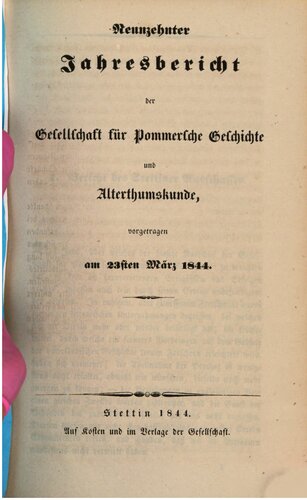 Neunzehnter
Jahresbericht
der
Gesellschaft für Pommersche Geschichte
und
Alterthumskunde,
vorgetragen
am 23sten März 1844.
Stettin 1844.
Auf Kosten und im Verlage der Gesellschaft.